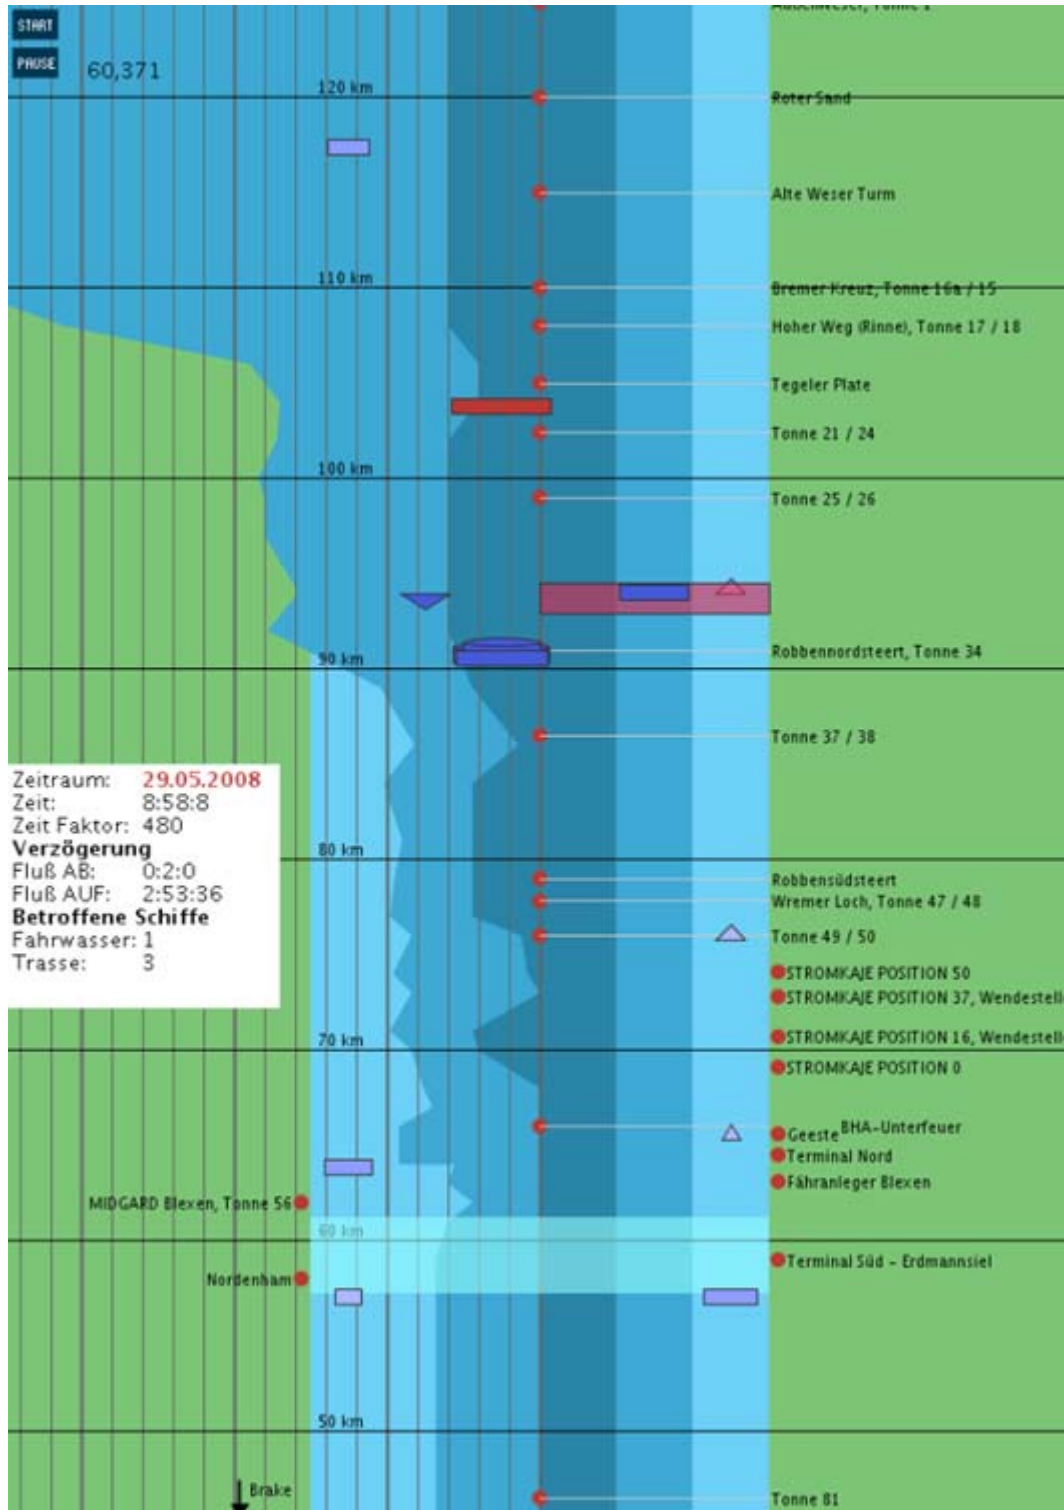 START
PAUSE
60,371
120 km
Roter Sand
Alte Weser Turm
110 km
Bremer Kreuz, Tonne 16a / 15
Hoher Weg (Rinne), Tonne 17 / 18
Tegeler Plate
Tonne 21 / 24
100 km
Tonne 25 / 26
Robbennordsteert, Tonne 34
90 km
Tonne 37 / 38
Zeitraum: 29.05.2008
Zeit: 8:58:8
Zeit Faktor: 480
Verzögerung
Fluß AB: 0:2:0
Fluß AUF: 2:53:36
Betroffene Schiffe
Fahrwasser: 1
Trasse: 3
80 km
Robbensüdsteert
Wremer Loch, Tonne 47 / 48
Tonne 49 / 50
STROMKAJE POSITION 50
STROMKAJE POSITION 37, Wendestell
STROMKAJE POSITION 16, Wendestell
70 km
STROMKAJE POSITION 0
BHA-Unterfeuer
Geeste
Terminal Nord
Fähranleger Blexen
MIDGARD Blexen, Tonne 56
60 km
Terminal Süd - Erdmannsiel
Nordenham
50 km
Brake
Tonne 81